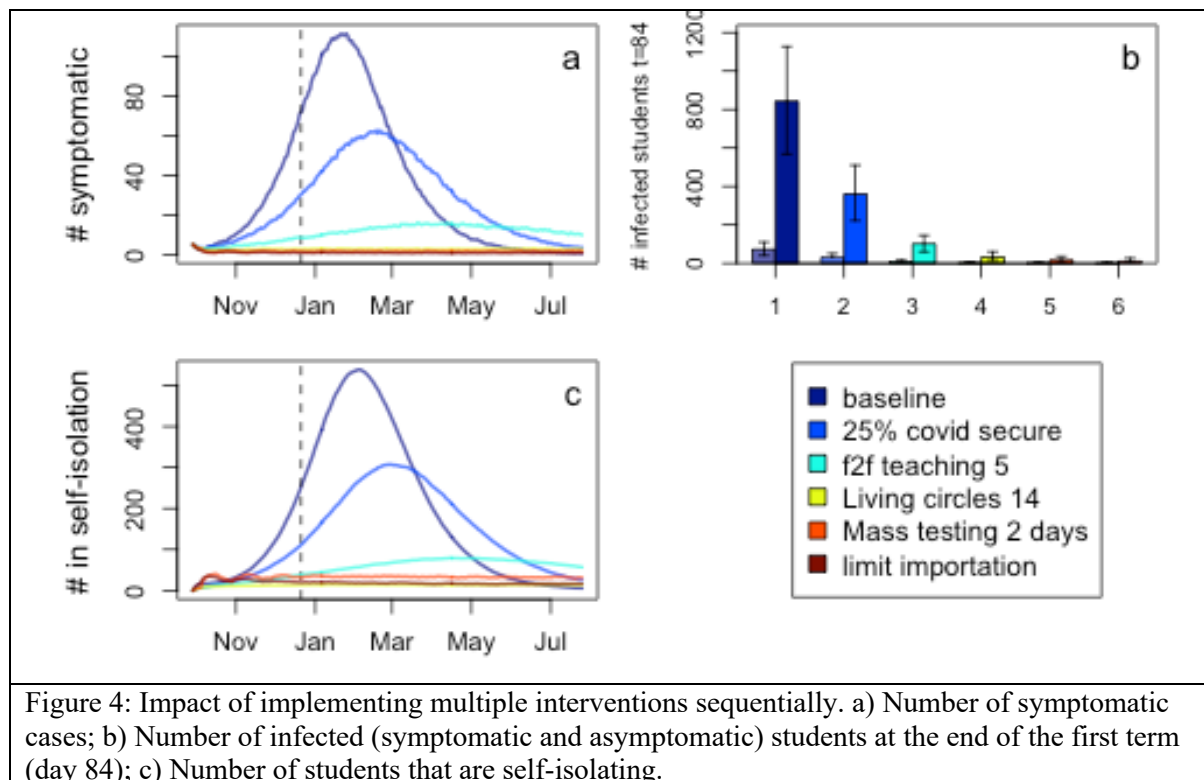 a
# symptomatic
80
40
0
Nov Jan Mar May Jul
b
# infected students t=84
1200
800
400
0
1 2 3 4 5 6
c
# in self-isolation
400
200
0
Nov Jan Mar May Jul
baseline
25% covid secure
f2f teaching 5
Living circles 14
Mass testing 2 days
limit importation
Figure 4: Impact of implementing multiple interventions sequentially. a) Number of symptomatic
cases; b) Number of infected (symptomatic and asymptomatic) students at the end of the first term
(day 84); c) Number of students that are self-isolating.